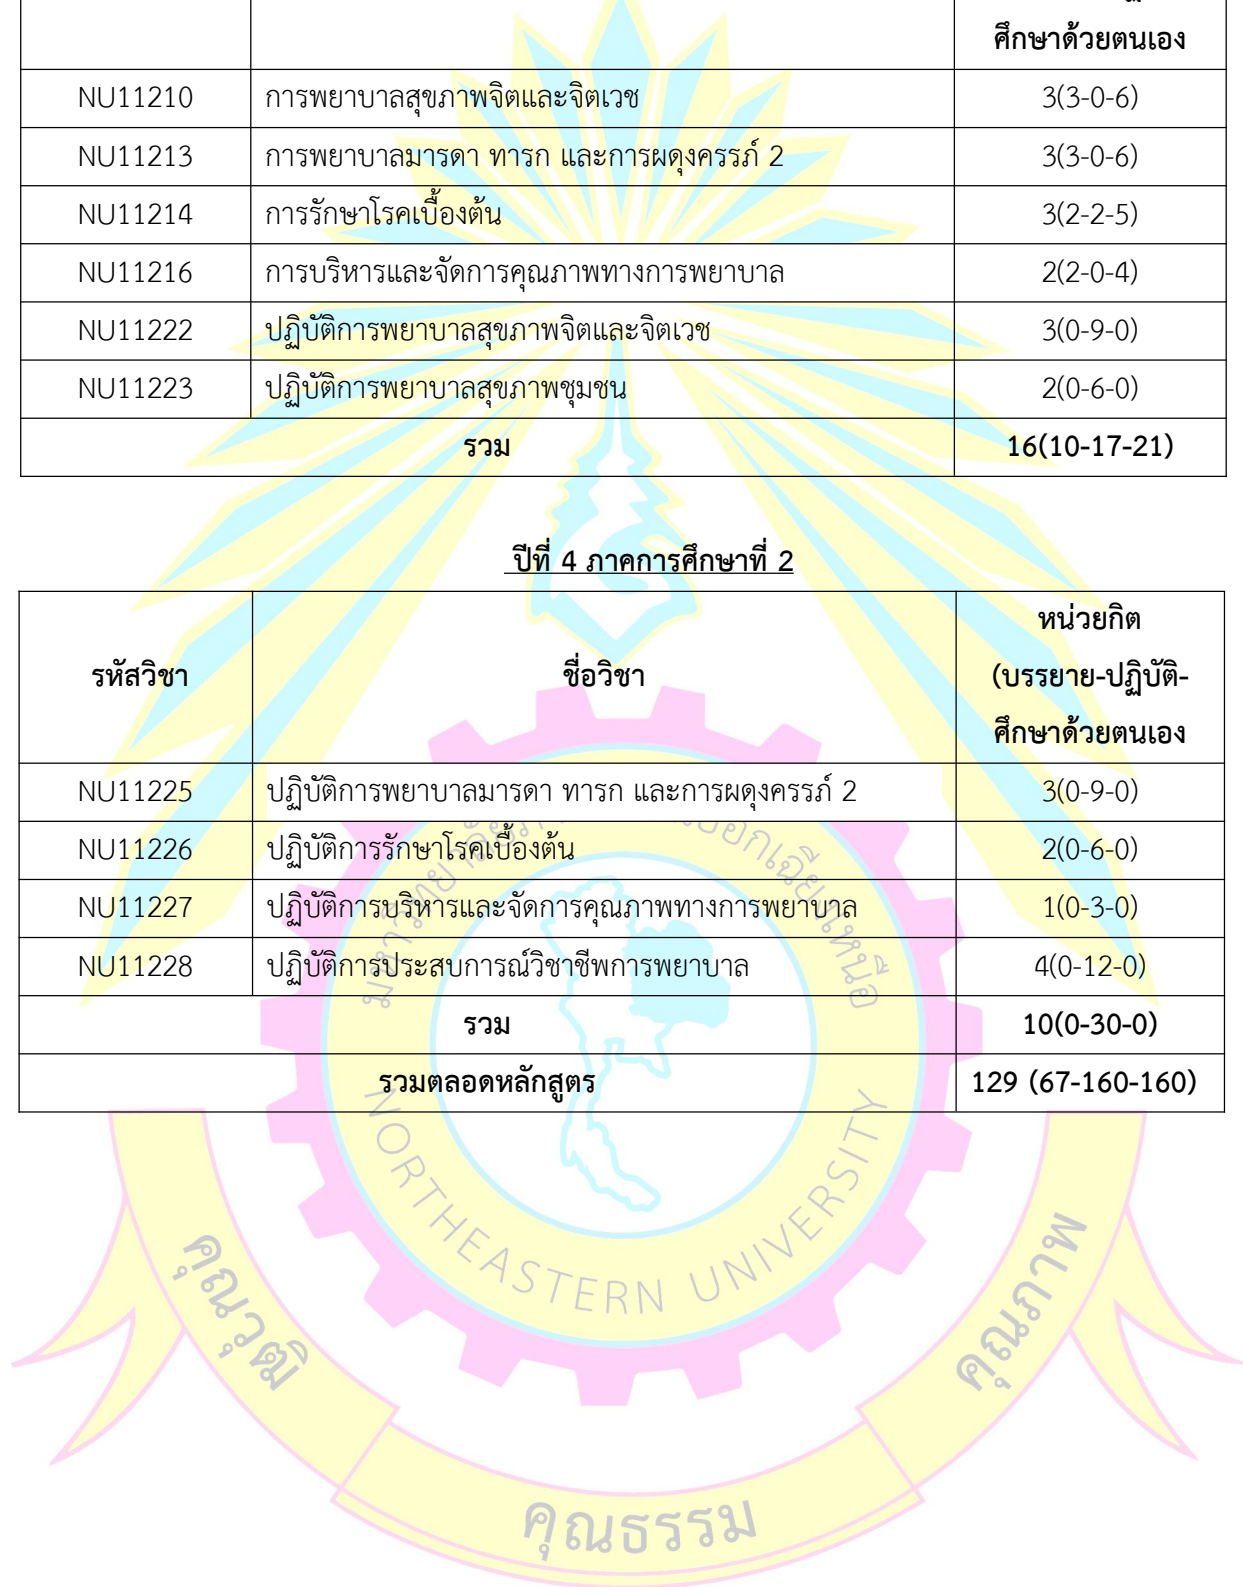 ศึกษาด้วยตนเอง
NU11210 การพยาบาลสุขภาพจิตและจิตเวช 3(3-0-6)
NU11213 การพยาบาลมารดา ทารก และการผดุงครรภ์ 2 3(3-0-6)
NU11214 การรักษาโรคเบื้องต้น 3(2-2-5)
NU11216 การบริหารและจัดการคุณภาพทางการพยาบาล 2(2-0-4)
NU11222 ปฏิบัติการพยาบาลสุขภาพจิตและจิตเวช 3(0-9-0)
NU11223 ปฏิบัติการพยาบาลสุขภาพชุมชน 2(0-6-0)
รวม 16(10-17-21)
ปีที่ 4 ภาคการศึกษาที่ 2
รหัสวิชา ชื่อวิชา หน่วยกิต
(บรรยาย-ปฏิบัติ-
ศึกษาด้วยตนเอง
NU11225 ปฏิบัติการพยาบาลมารดา ทารก และการผดุงครรภ์ 2 3(0-9-0)
NU11226 ปฏิบัติการรักษาโรคเบื้องต้น 2(0-6-0)
NU11227 ปฏิบัติการบริหารและจัดการคุณภาพทางการพยาบาล 1(0-3-0)
NU11228 ปฏิบัติการประสบการณ์วิชาชีพการพยาบาล 4(0-12-0)
รวม 10(0-30-0)
รวมตลอดหลักสูตร 129 (67-160-160)
NORTHEASTERN UNIVERSITY
คุณวุฒิ
คุณภาพ
คุณธรรม